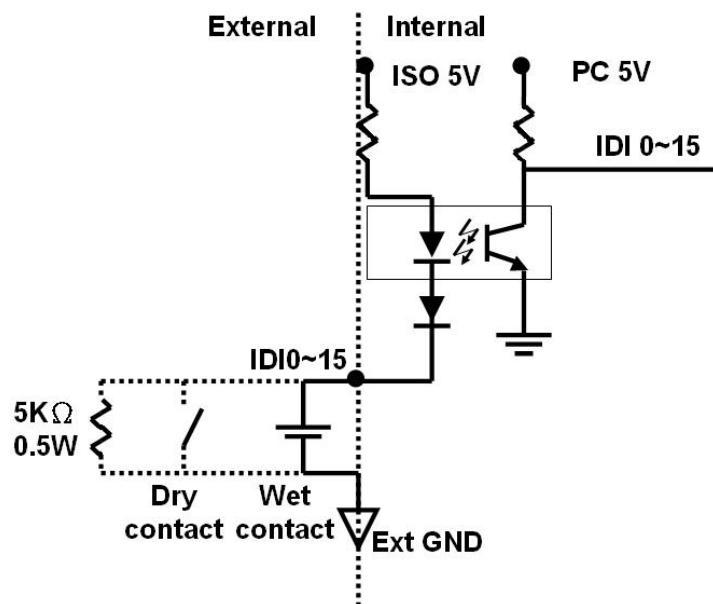 External
Internal
ISO 5V
PC 5V
IDI 0~15
IDI0~15
5KΩ
0.5W
Dry
contact
Wet
contact
Ext GND